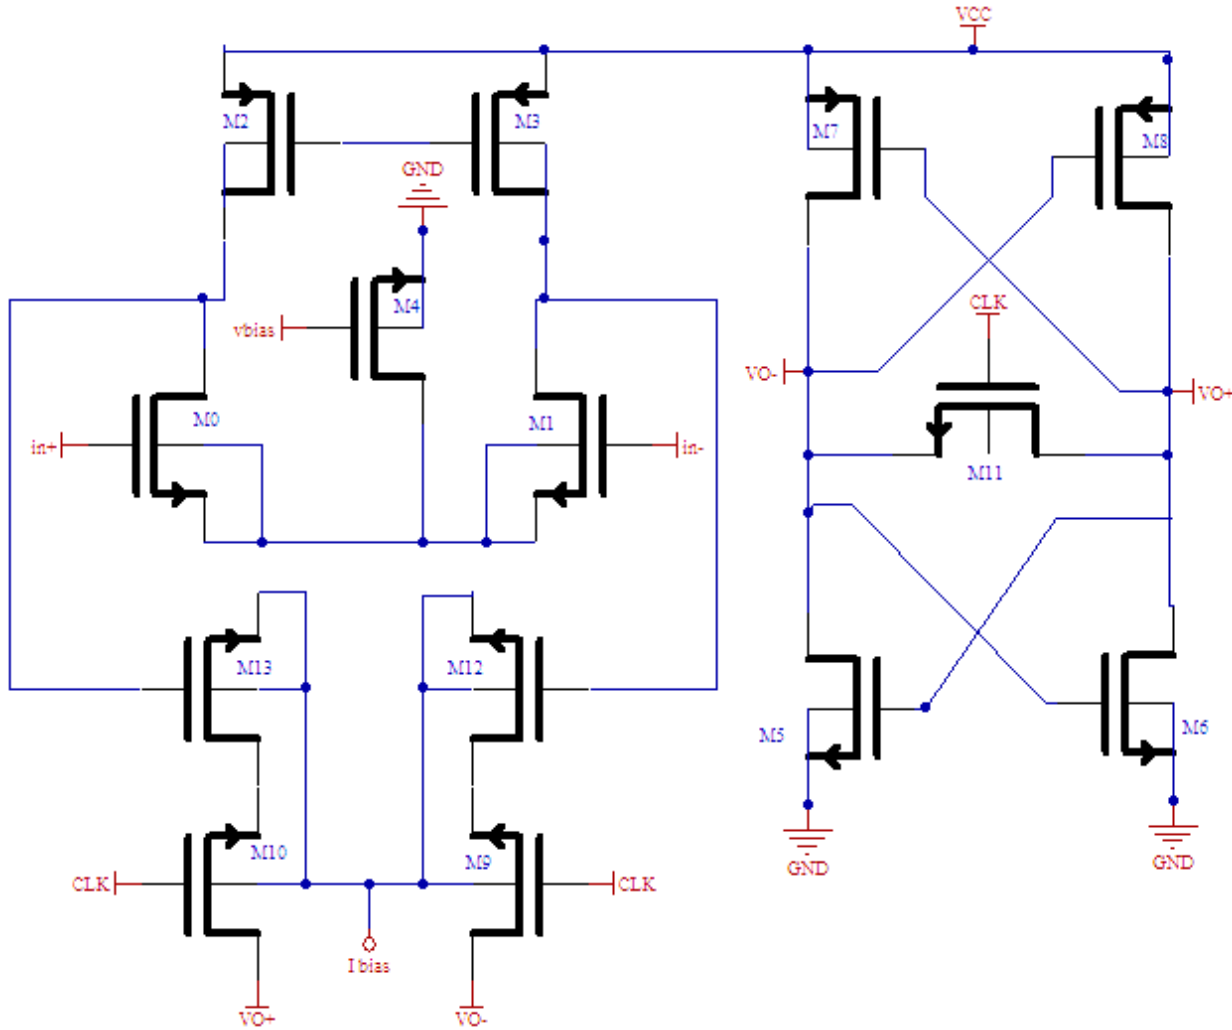 VCC
M2
M3
M7
M8
GND
M4
CLK
vbias
VO-
VO+
M0
M1
in+
in-
M11
M13
M12
M5
M6
M10
M9
GND
GND
CLK
CLK
I bias
VO+
VO-